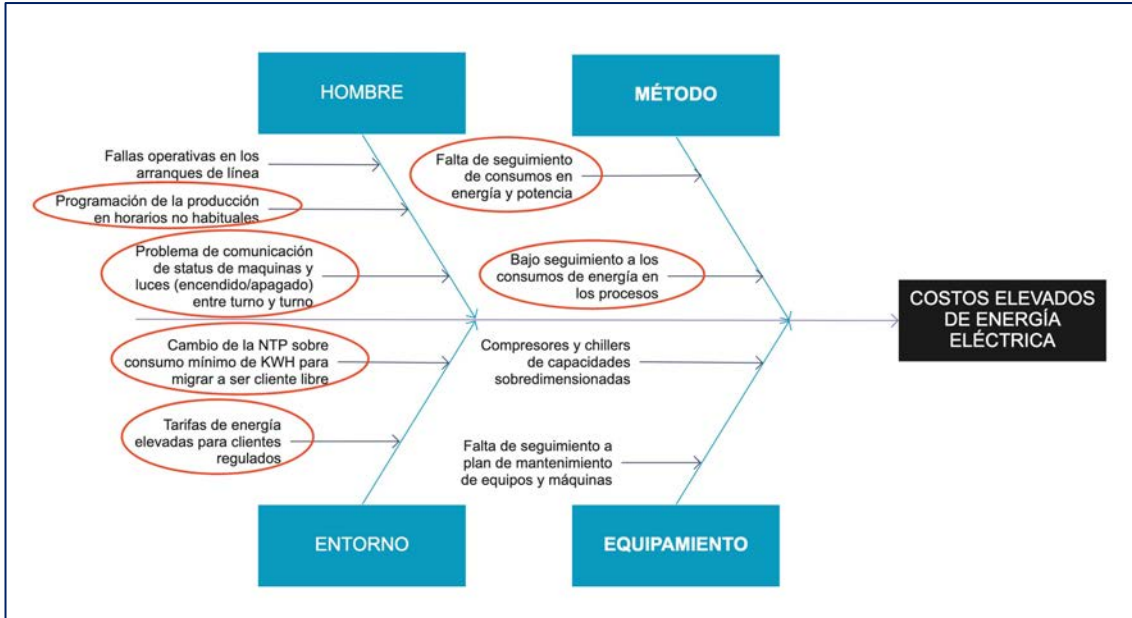 HOMBRE
MÉTODO
Fallas operativas en los
arranques de línea
Programación de la producción
en horarios no habituales
Problema de comunicación
de status de maquinas y
luces (encendido/apagado)
entre turno y turno
Falta de seguimiento
de consumos en
energía y potencia
Bajo seguimiento a los
consumos de energía en
los procesos
COSTOS ELEVADOS
DE ENERGÍA
ELÉCTRICA
Cambio de la NTP sobre
consumo mínimo de KWH para
migrar a ser cliente libre
Tarifas de energía
elevadas para clientes
regulados
Compresores y chillers
de capacidades
sobredimensionadas
Falta de seguimiento a
plan de mantenimiento
de equipos y máquinas
ENTORNO
EQUIPAMIENTO